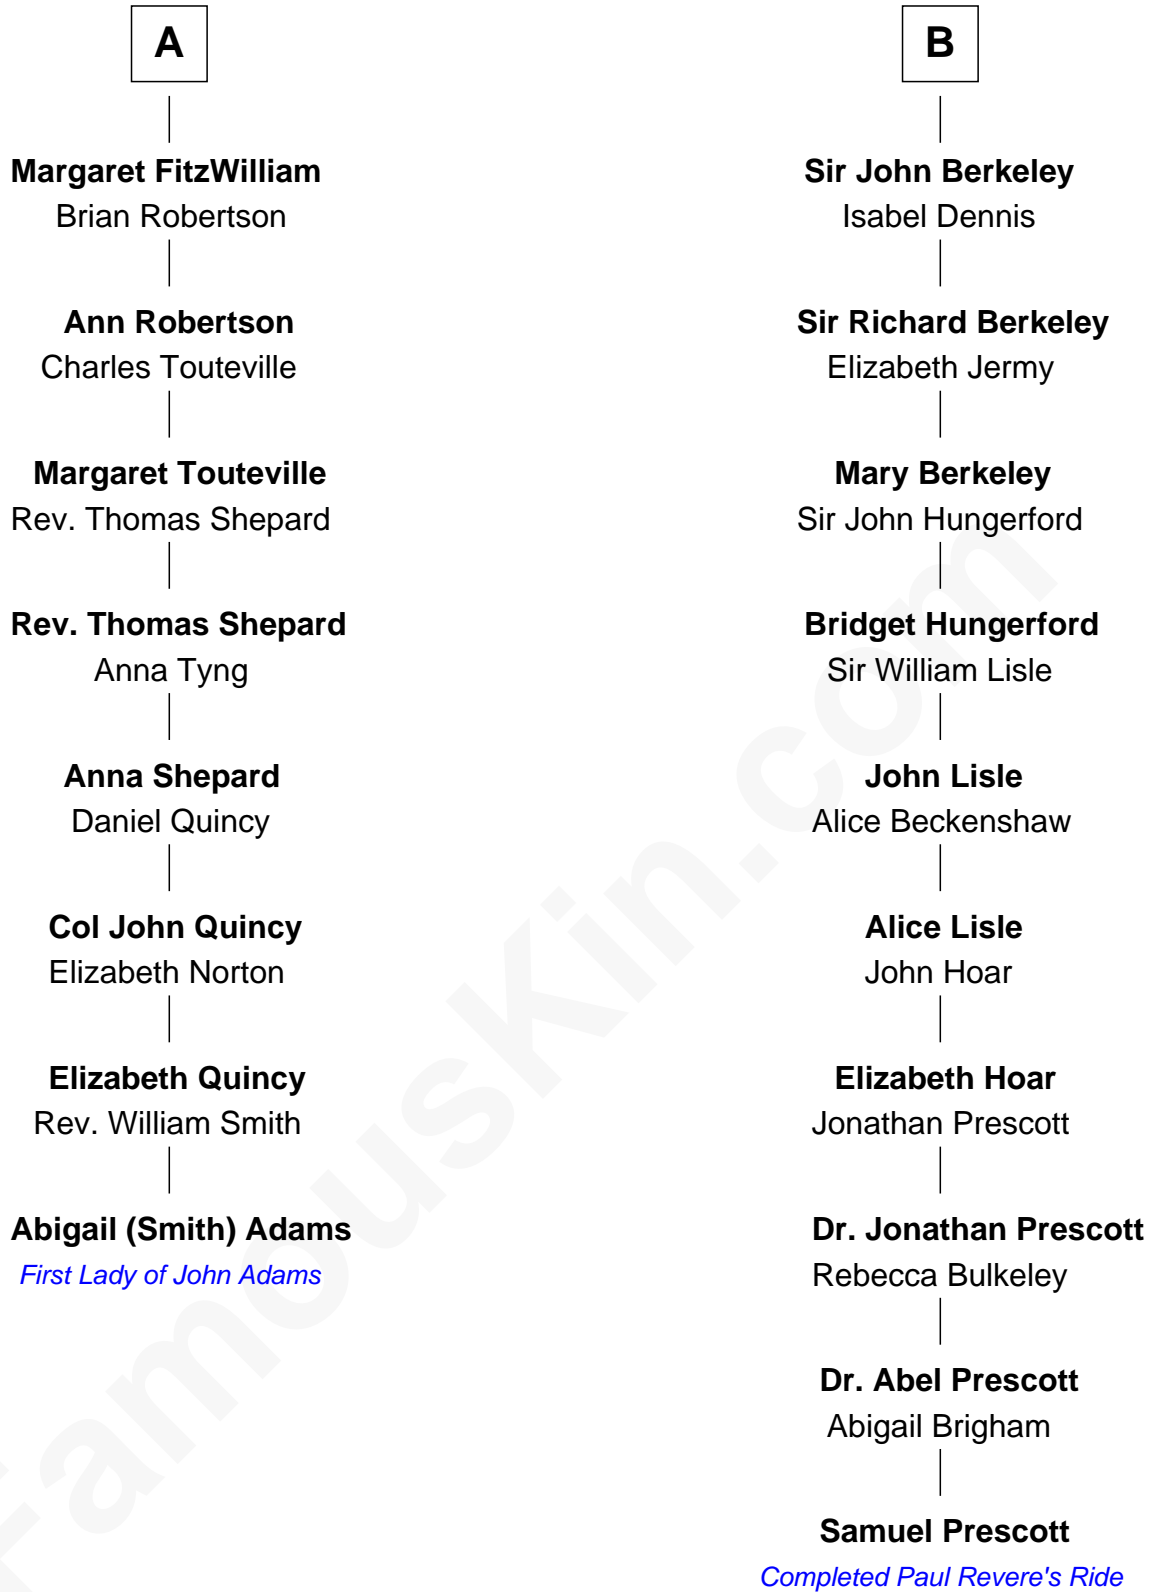 A
Margaret FitzWilliam
Brian Robertson
Ann Robertson
Charles Touteville
Margaret Touteville
Rev. Thomas Shepard
Rev. Thomas Shepard
Anna Tyng
Anna Shepard
Daniel Quincy
Col John Quincy
Elizabeth Norton
Elizabeth Quincy
Rev. William Smith
Abigail (Smith) Adams
First Lady of John Adams
B
Sir John Berkeley
Isabel Dennis
Sir Richard Berkeley
Elizabeth Jermy
Mary Berkeley
Sir John Hungerford
Bridget Hungerford
Sir William Lisle
John Lisle
Alice Beckenshaw
Alice Lisle
John Hoar
Elizabeth Hoar
Jonathan Prescott
Dr. Jonathan Prescott
Rebecca Bulkeley
Dr. Abel Prescott
Abigail Brigham
Samuel Prescott
Completed Paul Revere's Ride
FamousKin.com